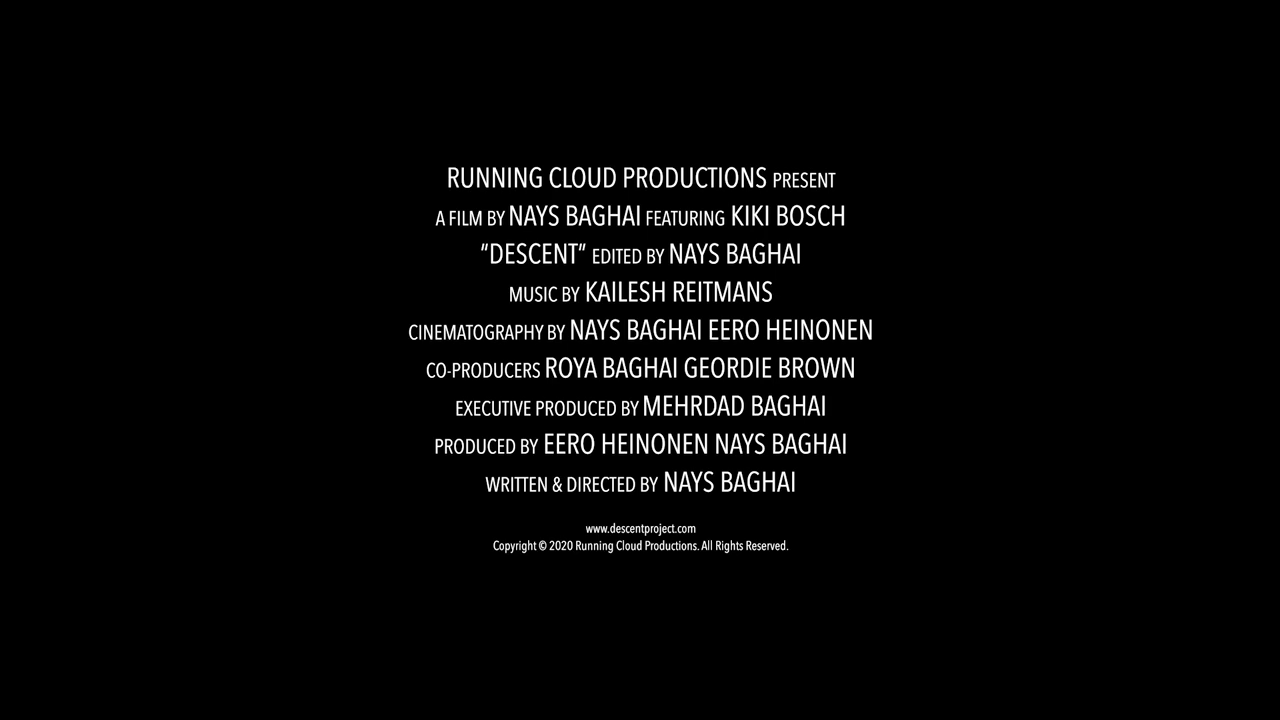 RUNNING CLOUD PRODUCTIONS PRESENT
A FILM BY NAYS BAGHAI FEATURING KIKI BOSCH
"DESCENT" EDITED BY NAYS BAGHAI
MUSIC BY KAILESH REITMANS
CINEMATOGRAPHY BY NAYS BAGHAI EERO HEINONEN
CO-PRODUCERS ROYA BAGHAI GEORDIE BROWN
EXECUTIVE PRODUCED BY MEHRDAD BAGHAI
PRODUCED BY EERO HEINONEN NAYS BAGHAI
WRITTEN & DIRECTED BY NAYS BAGHAI
www.descentproject.com
Copyright © 2020 Running Cloud Productions. All Rights Reserved.